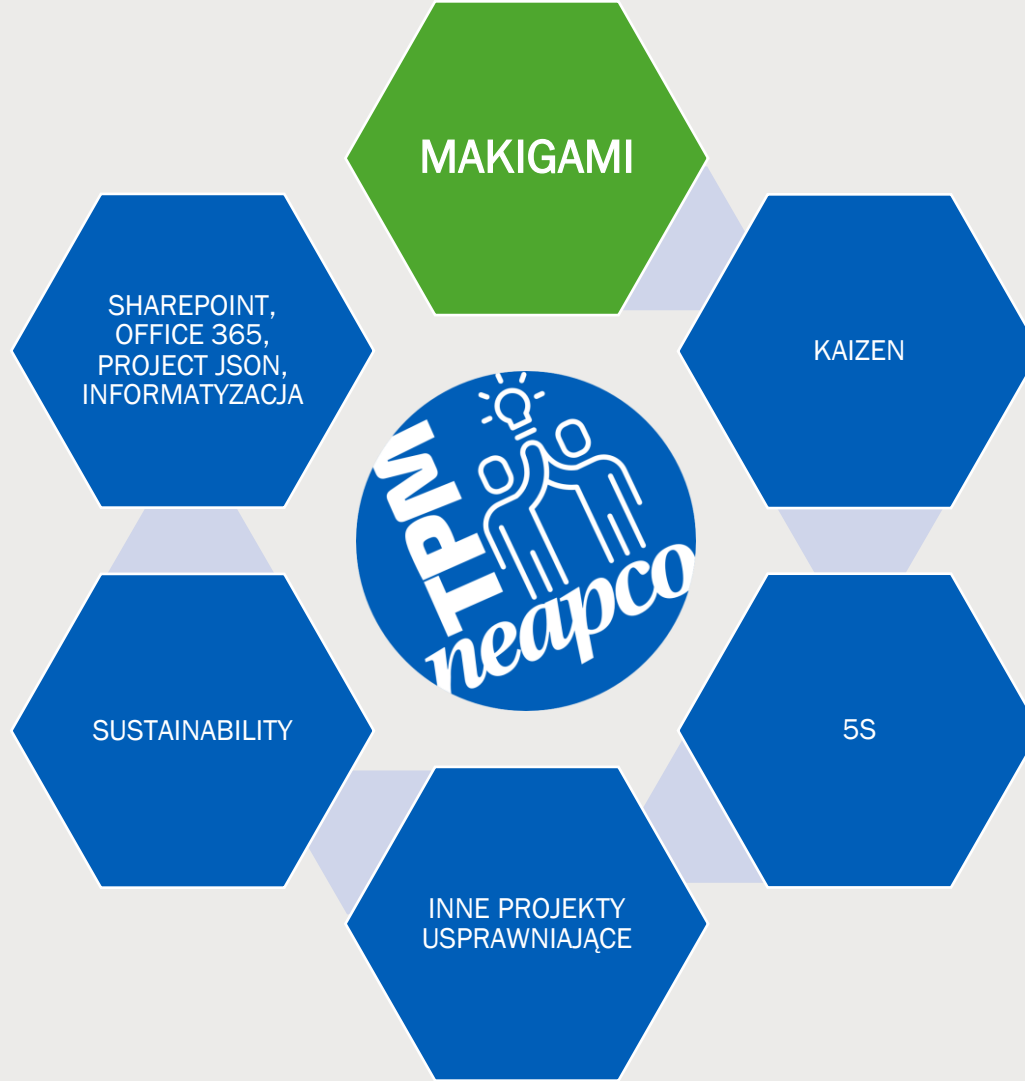 MAKIGAMI
KAIZEN
5S
INNE PROJEKTY
USPRAWNIAJĄCE
SUSTAINABILITY
SHAREPOINT,
OFFICE 365,
PROJECT JSON,
INFORMATYZACJA
TPM
neapco